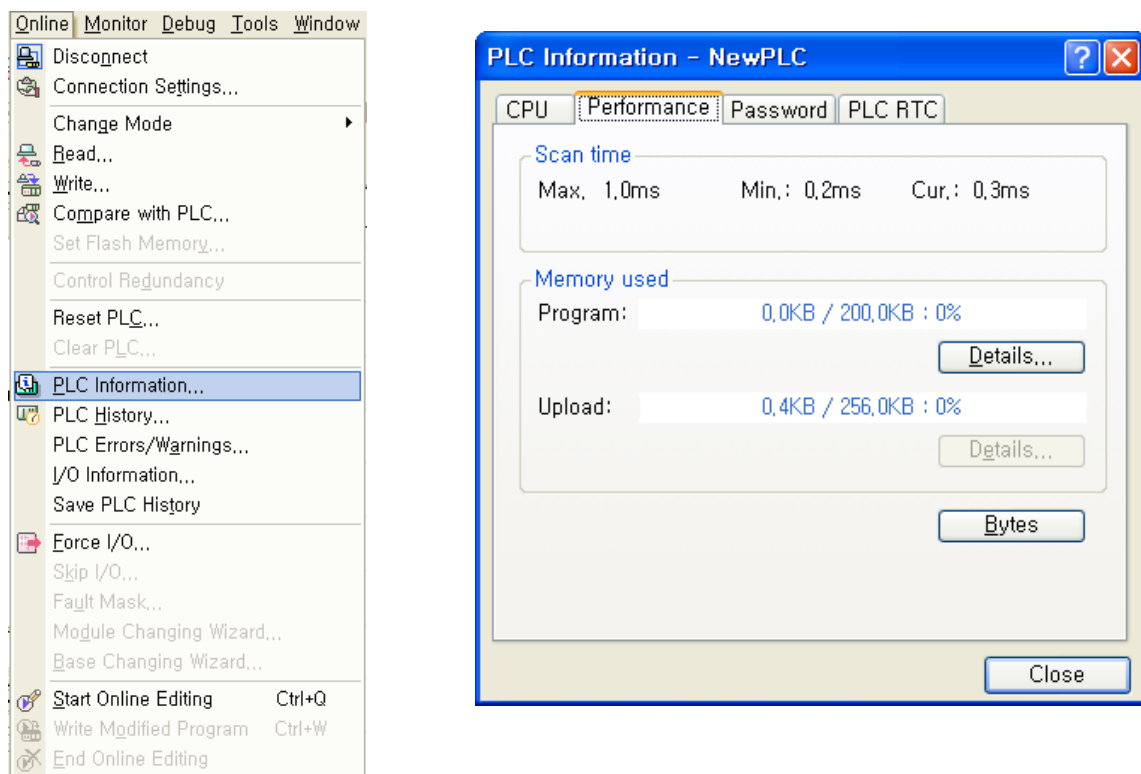 Online Monitor Debug Tools Window
Disconnect
Connection Settings...
Change Mode
Read...
Write...
Compare with PLC...
Set Flash Memory...
Control Redundancy
Reset PLC...
Clear PLC...
PLC Information...
PLC History...
PLC Errors/Warnings...
I/O Information...
Save PLC History
Force I/O...
Skip I/O...
Fault Mask...
Module Changing Wizard...
Base Changing Wizard...
Start Online Editing Ctrl+Q
Write Modified Program Ctrl+W
End Online Editing
PLC Information - NewPLC
CPU Performance Password PLC RTC
Scan time
Max. 1.0ms Min.: 0.2ms Cur.: 0.3ms
Memory used
Program: 0.0KB / 200.0KB : 0%
Details...
Upload: 0.4KB / 256.0KB : 0%
Details...
Bytes
Close